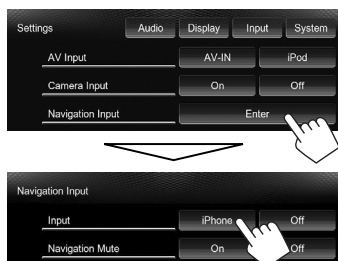 Settings Audio Display Input System
AV Input AV-IN iPod
Camera Input On Off
Navigation Input Enter
Navigation Input
Input iPhone Off
Navigation Mute On Off